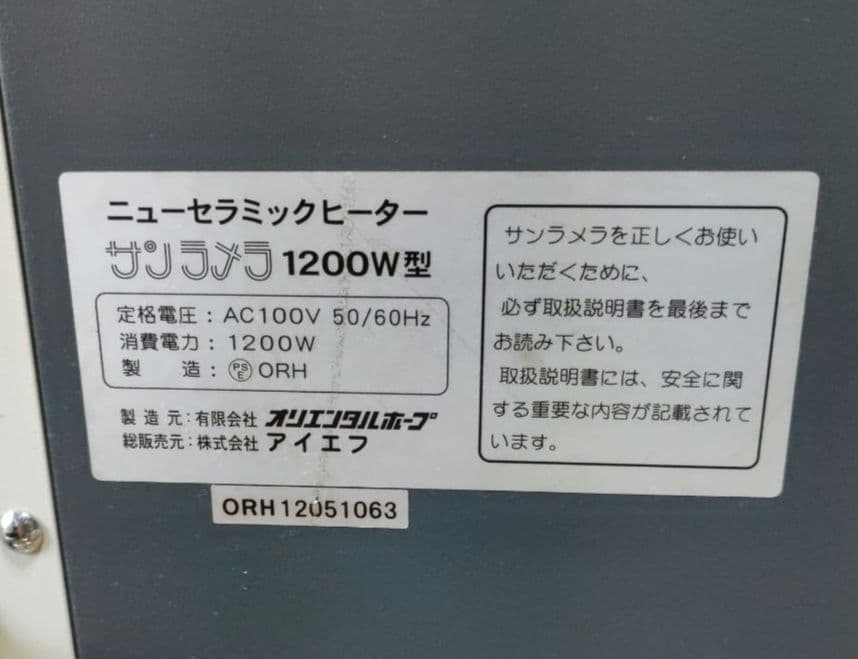 ニューセラミックヒーター
サンラメラ 1200W型
定格電圧：AC100V 50/60Hz
消費電力：1200W
製　　造：PSE ORH
製造元：有限会社 オリエンタルホープ
総販売元：株式会社 アイエフ
サンラメラを正しくお使い
いただくために、
必ず取扱説明書を最後まで
お読み下さい。
取扱説明書には、安全に関
する重要な内容が記載されて
います。
ORH12051063